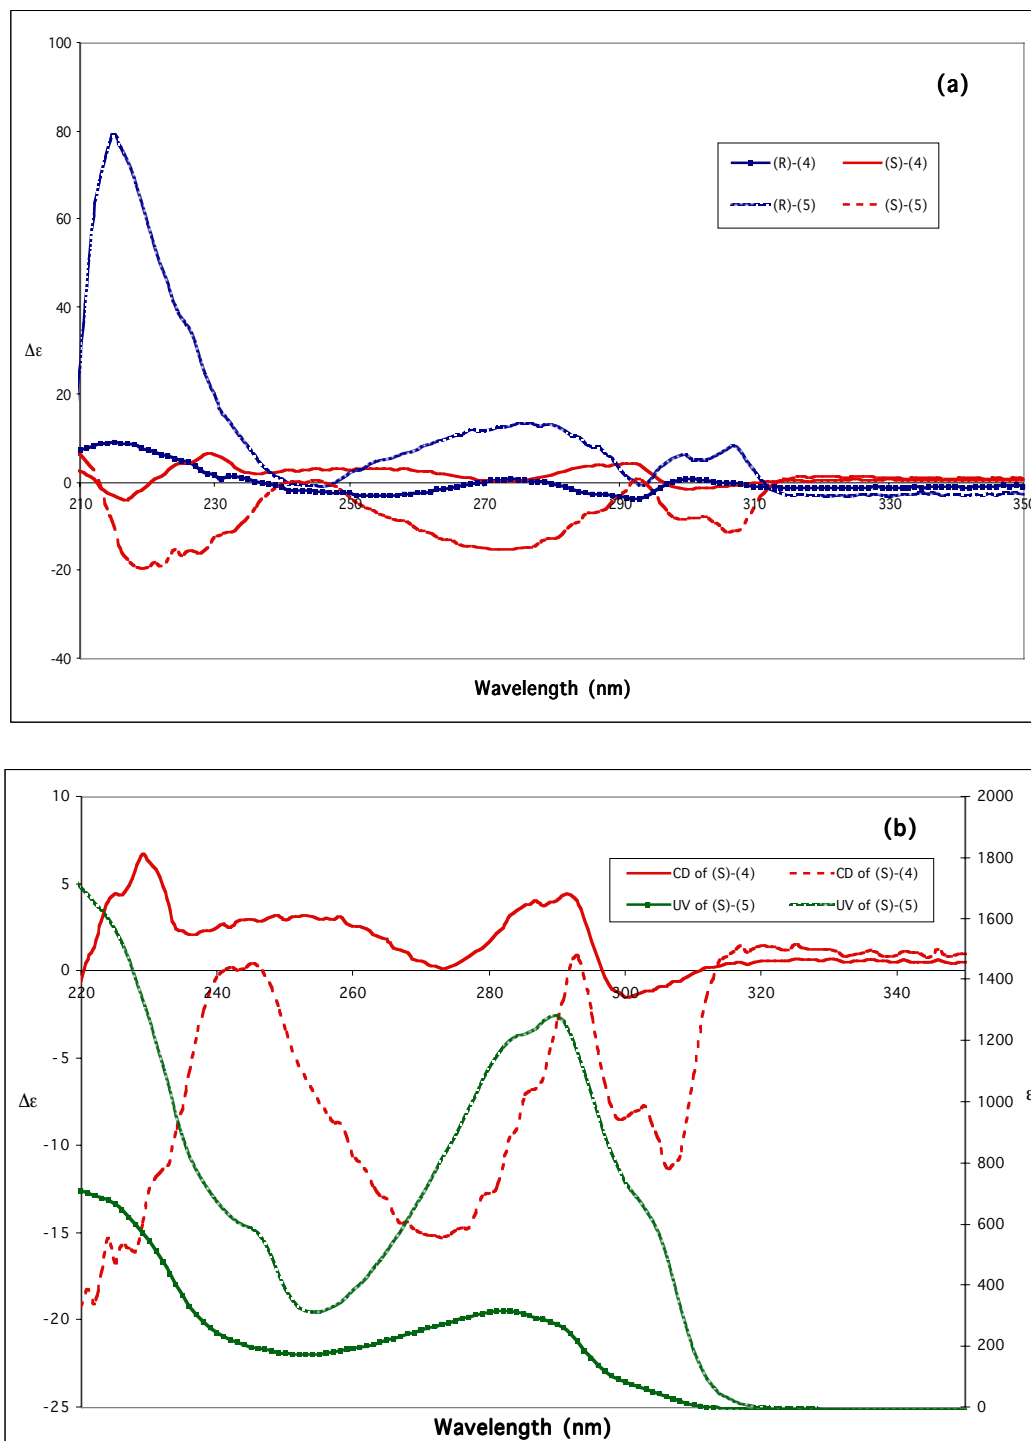 (a)
100
80
60
40
20
0
-20
-40
Δε
(R)-(4) (S)-(4)
(R)-(5) (S)-(5)
210 230 250 270 290 310 330 350
Wavelength (nm)
(b)
10
5
0
-5
-10
-15
-20
-25
Δε
CD of (S)-(4) CD of (S)-(4)
UV of (S)-(5) UV of (S)-(5)
220 240 260 280 300 320 340
2000
1800
1600
1400
1200
1000
800
600
400
200
0
ε
Wavelength (nm)